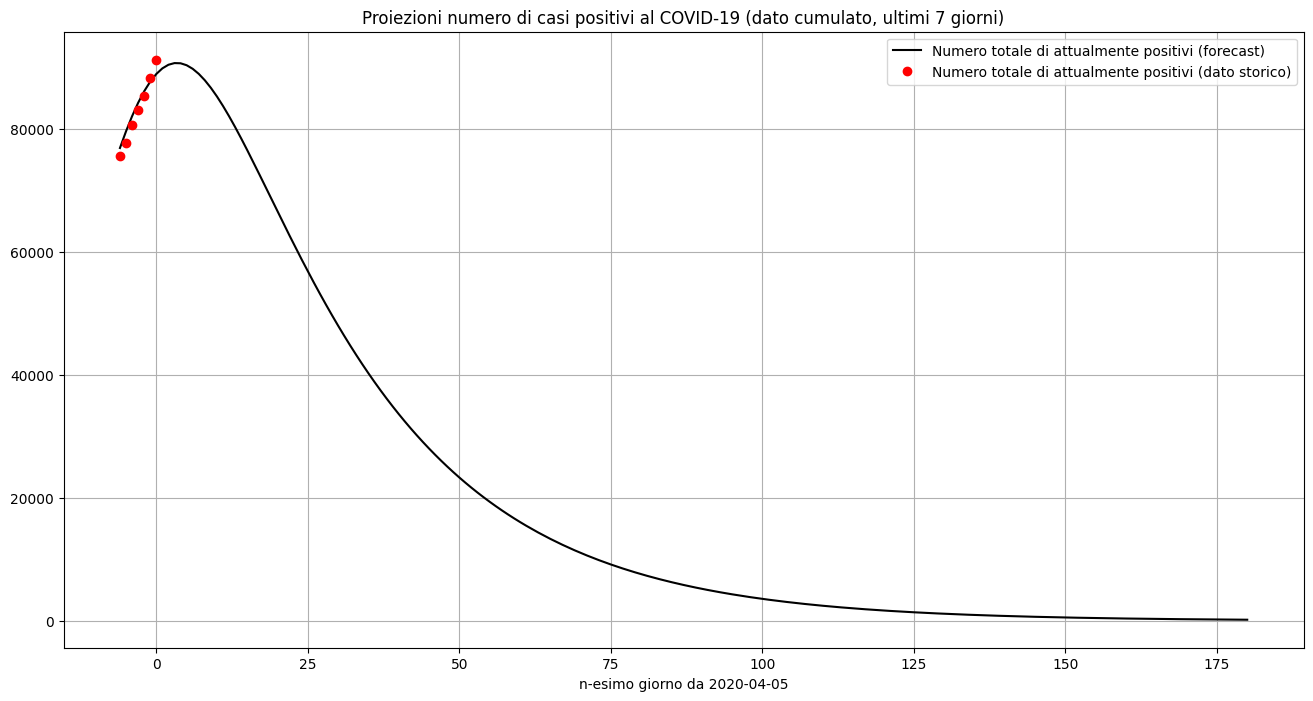 Proiezioni numero di casi positivi al COVID-19 (dato cumulato, ultimi 7 giorni)
Numero totale di attualmente positivi (forecast)
Numero totale di attualmente positivi (dato storico)
80000
60000
40000
20000
0
0 25 50 75 100 125 150 175
n-esimo giorno da 2020-04-05